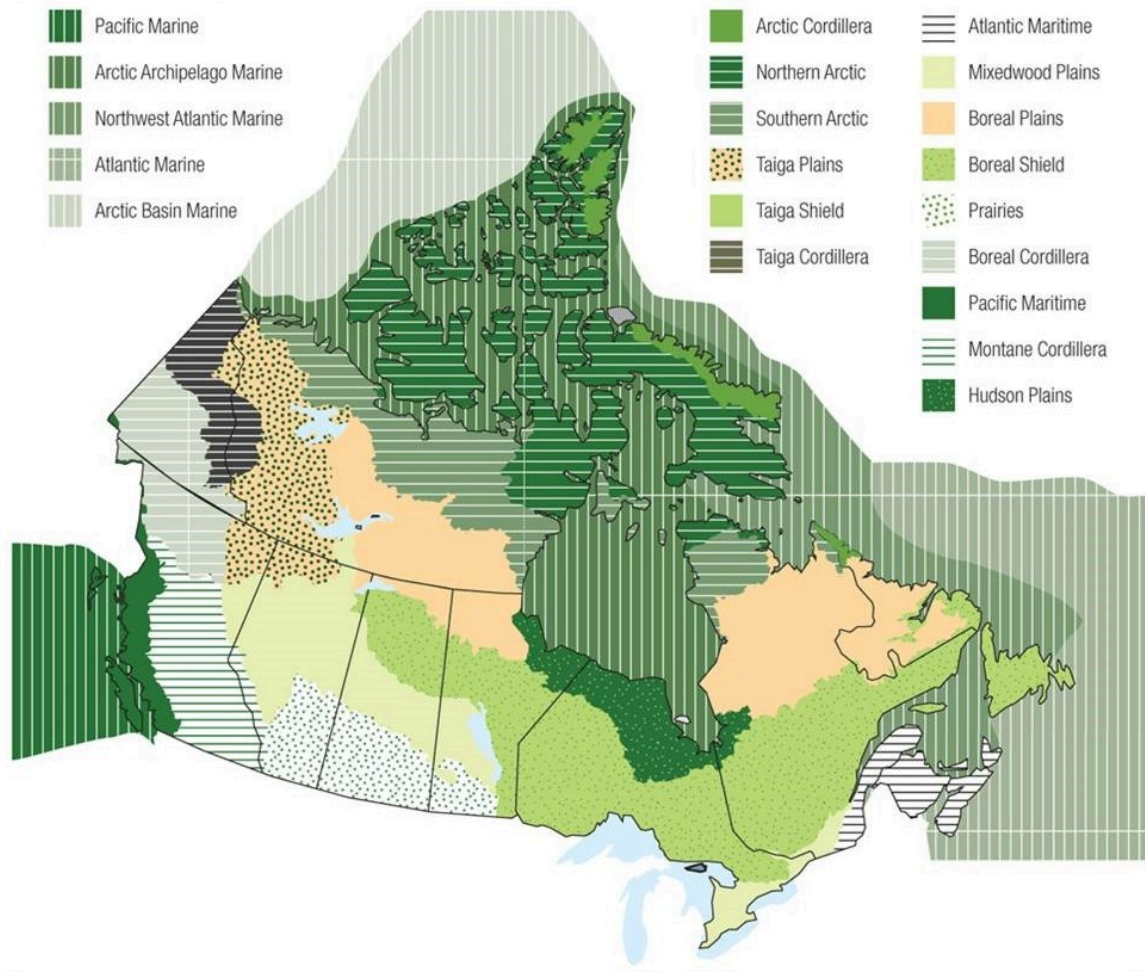 Pacific Marine
Arctic Archipelago Marine
Northwest Atlantic Marine
Atlantic Marine
Arctic Basin Marine
Arctic Cordillera
Northern Arctic
Southern Arctic
Taiga Plains
Taiga Shield
Taiga Cordillera
Atlantic Maritime
Mixedwood Plains
Boreal Plains
Boreal Shield
Prairies
Boreal Cordillera
Pacific Maritime
Montane Cordillera
Hudson Plains